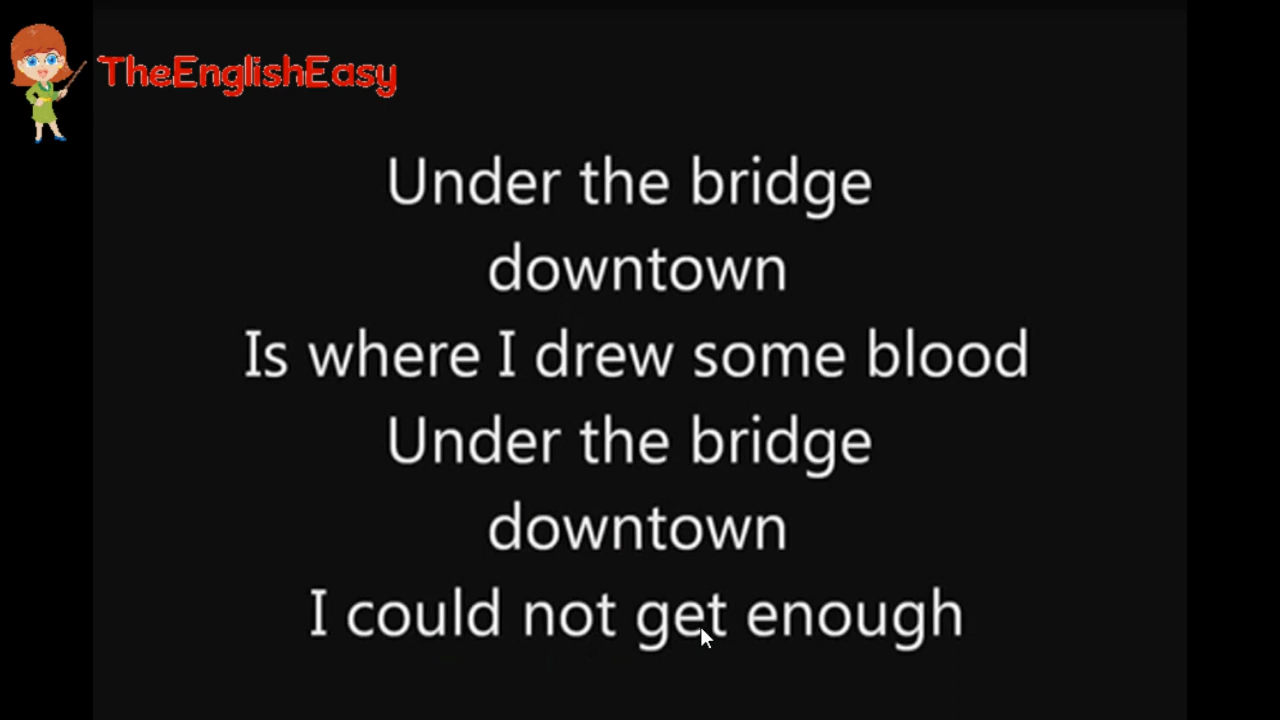 TheEnglishEasy
Under the bridge
downtown
Is where I drew some blood
Under the bridge
downtown
I could not get enough